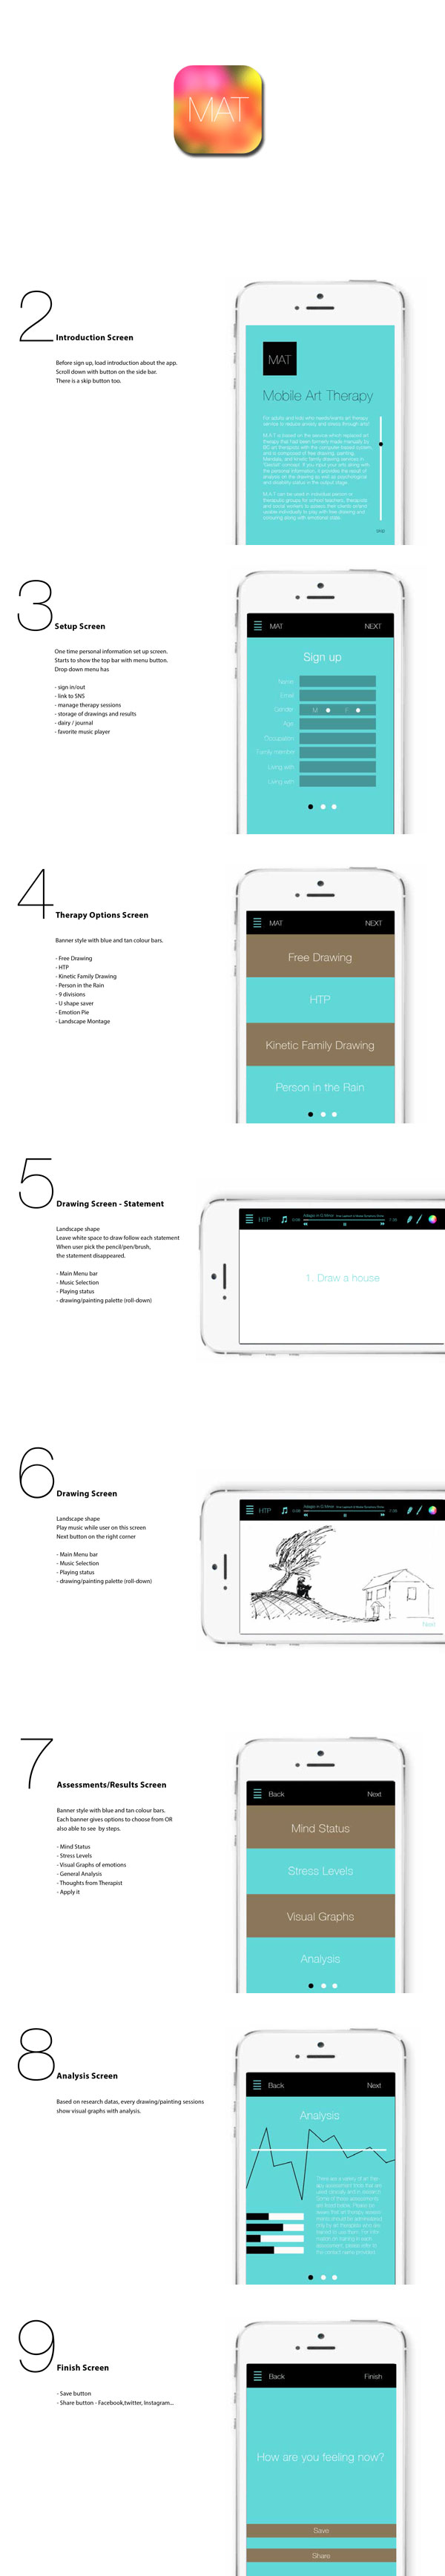 MAT
2
Introduction Screen
Before sign up, load introduction about the app.
Scroll down with button on the side bar.
There is a skip button too.
MAT
Mobile Art Therapy
skip
3
Setup Screen
One time personal information set up screen.
Starts to show the top bar with menu button.
Drop down menu has
- sign in/out
- link to SNS
- manage therapy sessions
- storage of drawings and results
- dairy / journal
- favorite music player
MAT NEXT
Sign up
Name
Email
Gender M F
Age
Occupation
Family member
Living with
Living with
4
Therapy Options Screen
Banner style with blue and tan colour bars.
- Free Drawing
- HTP
- Kinetic Family Drawing
- Person in the Rain
- 9 divisions
- U shape saver
- Emotion Pie
- Landscape Montage
MAT NEXT
Free Drawing
HTP
Kinetic Family Drawing
Person in the Rain
5
Drawing Screen - Statement
Landscape shape
Leave white space to draw follow each statement
When user pick the pencil/pen/brush,
the statement disappeared.
- Main Menu bar
- Music Selection
- Playing status
- drawing/painting palette (roll-down)
HTP
Adagio in G Minor
1. Draw a house
6
Drawing Screen
Landscape shape
Play music while user on this screen
Next button on the right corner
- Main Menu bar
- Music Selection
- Playing status
- drawing/painting palette (roll-down)
HTP
Adagio in G Minor
Next
7
Assessments/Results Screen
Banner style with blue and tan colour bars.
Each banner gives options to choose from OR
also able to see by steps.
- Mind Status
- Stress Levels
- Visual Graphs of emotions
- General Analysis
- Thoughts from Therapist
- Apply it
Back Next
Mind Status
Stress Levels
Visual Graphs
Analysis
8
Analysis Screen
Based on research datas, every drawing/painting sessions
show visual graphs with analysis.
Back Next
Analysis
9
Finish Screen
- Save button
- Share button - Facebook,twitter, Instagram...
Back Finish
How are you feeling now?
Save
Share